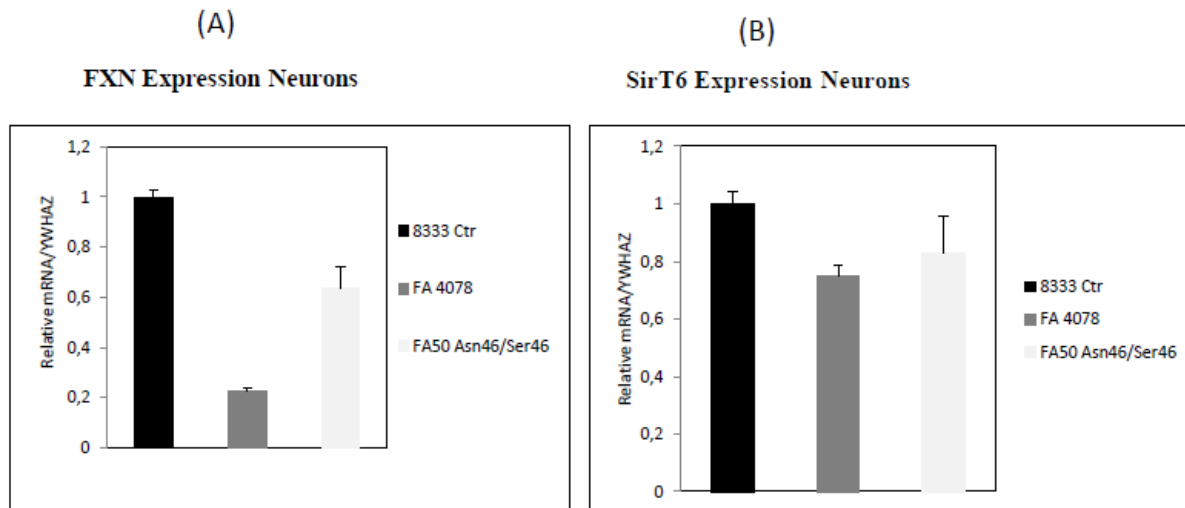 (A)
FXN Expression Neurons
Relative mRNA/YWHAZ
1,2
1
0,8
0,6
0,4
0,2
0
8333 Ctr
FA 4078
FA50 Asn46/Ser46
(B)
SirT6 Expression Neurons
Relative mRNA/YWHAZ
1,2
1
0,8
0,6
0,4
0,2
0
8333 Ctr
FA 4078
FA50 Asn46/Ser46